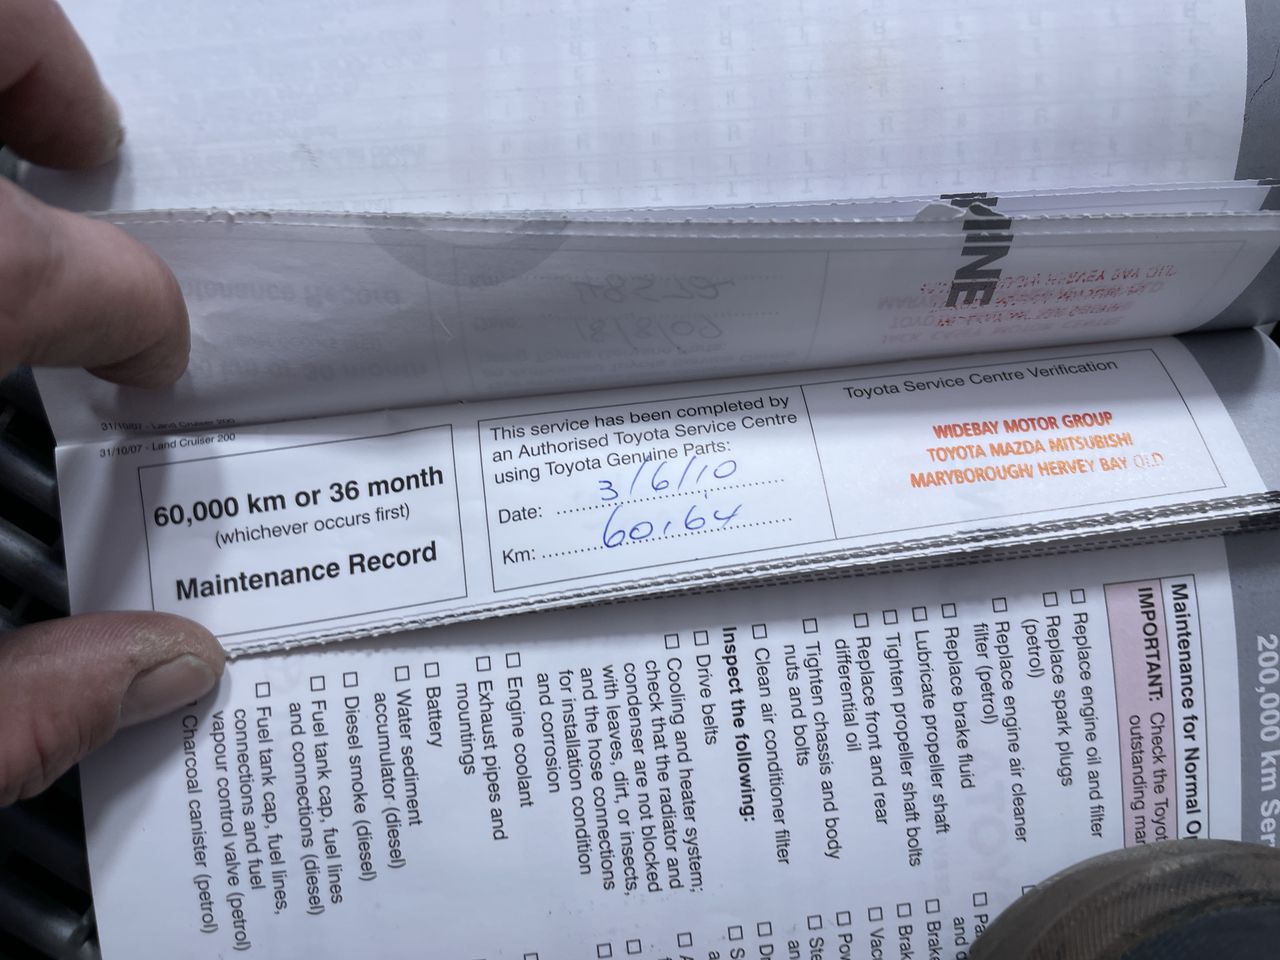 31/10/07 - Land Cruiser 200
31/10/07 - Land Cruiser 200
60,000 km or 36 month
(whichever occurs first)
Maintenance Record
This service has been completed by
an Authorised Toyota Service Centre
using Toyota Genuine Parts:
Date: 3/6/10
Km: 60,64
Toyota Service Centre Verification
WIDEBAY MOTOR GROUP
TOYOTA MAZDA MITSUBISHI
MARYBOROUGH/ HERVEY BAY QLD
200,000 km Ser
Maintenance for Normal Op
IMPORTANT: Check the Toyot
outstanding mar
☐ Replace engine oil and filter
☐ Replace spark plugs
(petrol)
☐ Replace engine air cleaner
filter (petrol)
☐ Replace brake fluid
☐ Lubricate propeller shaft
☐ Tighten propeller shaft bolts
☐ Replace front and rear
differential oil
☐ Tighten chassis and body
nuts and bolts
☐ Clean air conditioner filter
Inspect the following:
☐ Drive belts
☐ Cooling and heater system;
check that the radiator and
condenser are not blocked
with leaves, dirt, or insects,
and the hose connections
for installation condition
and corrosion
☐ Engine coolant
☐ Exhaust pipes and
mountings
☐ Battery
☐ Water sediment
accumulator (diesel)
☐ Diesel smoke (diesel)
☐ Fuel tank cap, fuel lines
and connections (diesel)
☐ Fuel tank cap, fuel lines,
connections and fuel
vapour control valve (petrol)
Charcoal canister (petrol)